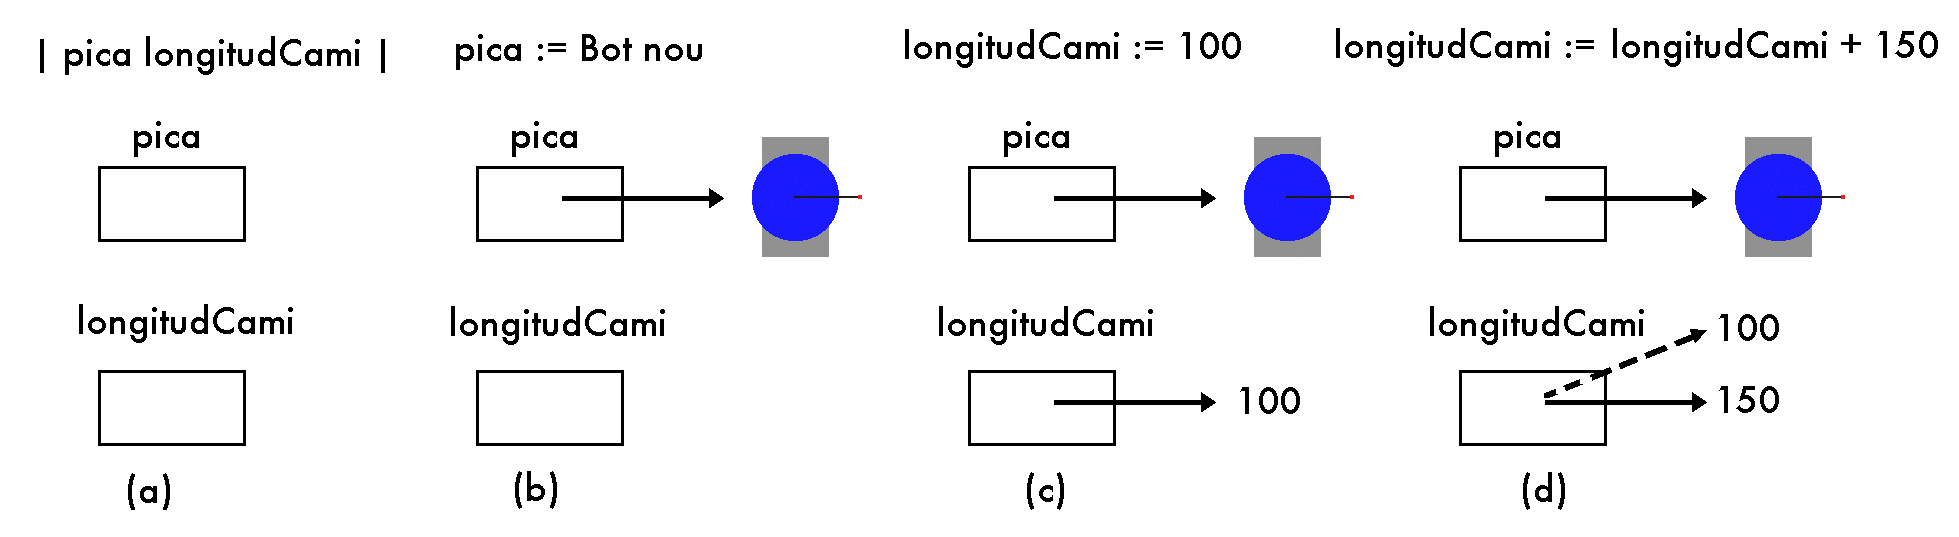 | pica longitudCami |
pica := Bot nou
longitudCami := 100
longitudCami := longitudCami + 150
pica
pica
pica
pica
longitudCami
longitudCami
longitudCami
longitudCami
100
100
150
(a)
(b)
(c)
(d)